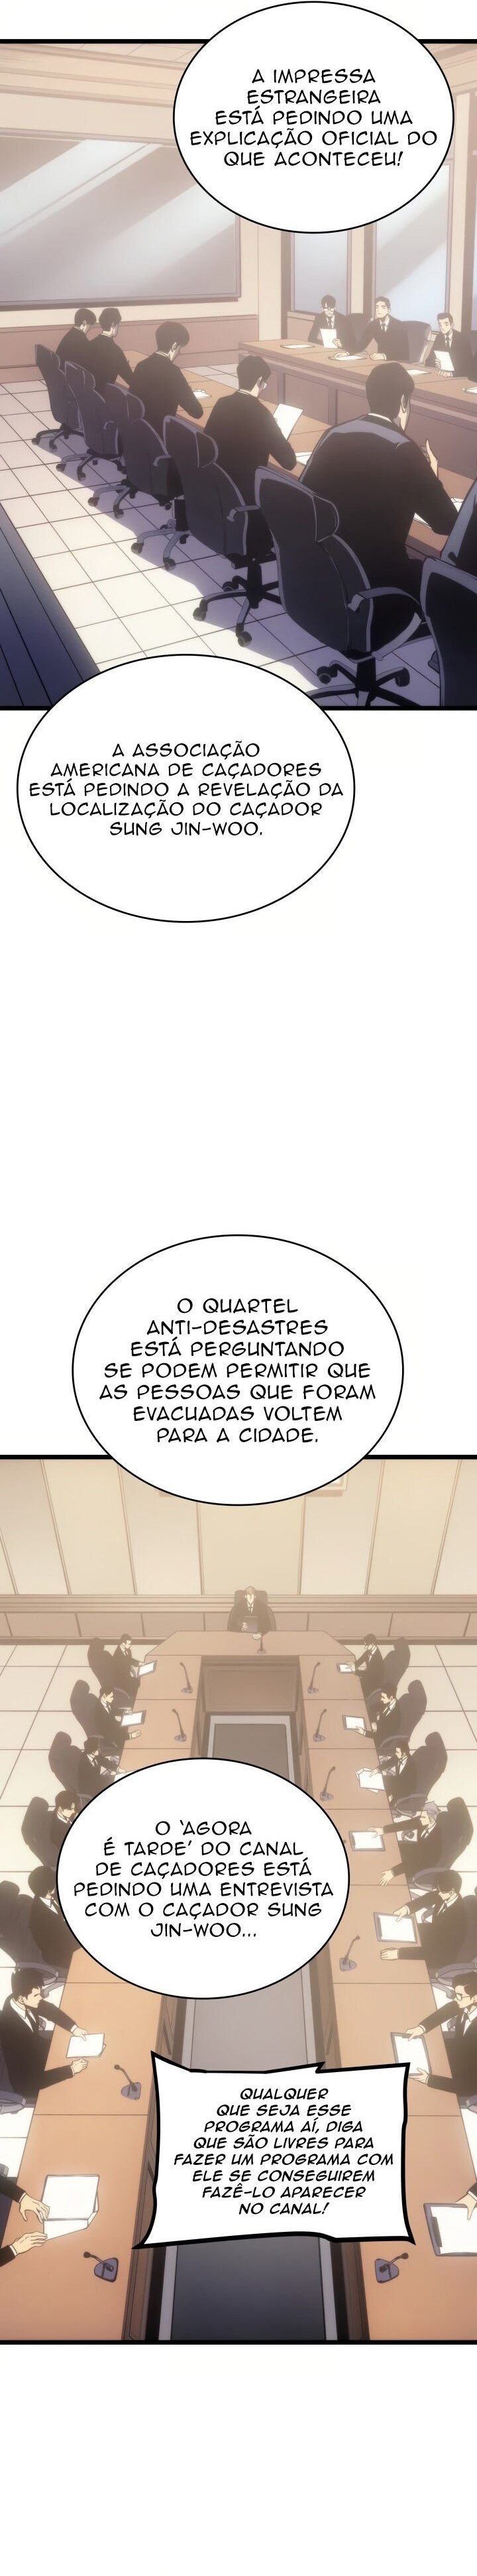 A IMPRESSA
ESTRANGEIRA
ESTÁ PEDINDO UMA
EXPLICAÇÃO OFICIAL DO
QUE ACONTECEU!
A ASSOCIAÇÃO
AMERICANA DE CAÇADORES
ESTÁ PEDINDO A REVELAÇÃO DA
LOCALIZAÇÃO DO CAÇADOR
SUNG JIN-WOO.
O QUARTEL
ANTI-DESASTRES
ESTÁ PERGUNTANDO
SE PODEM PERMITIR QUE
AS PESSOAS QUE FORAM
EVACUADAS VOLTEM
PARA A CIDADE.
O 'AGORA
É TARDE' DO CANAL
DE CAÇADORES ESTÁ
PEDINDO UMA ENTREVISTA
COM O CAÇADOR SUNG
JIN-WOO...
QUALQUER
QUE SEJA ESSE
PROGRAMA AÍ, DIGA
QUE SÃO LIVRES PARA
FAZER UM PROGRAMA COM
ELE SE CONSEGUIREM
FAZÊ-LO APARECER
NO CANAL!